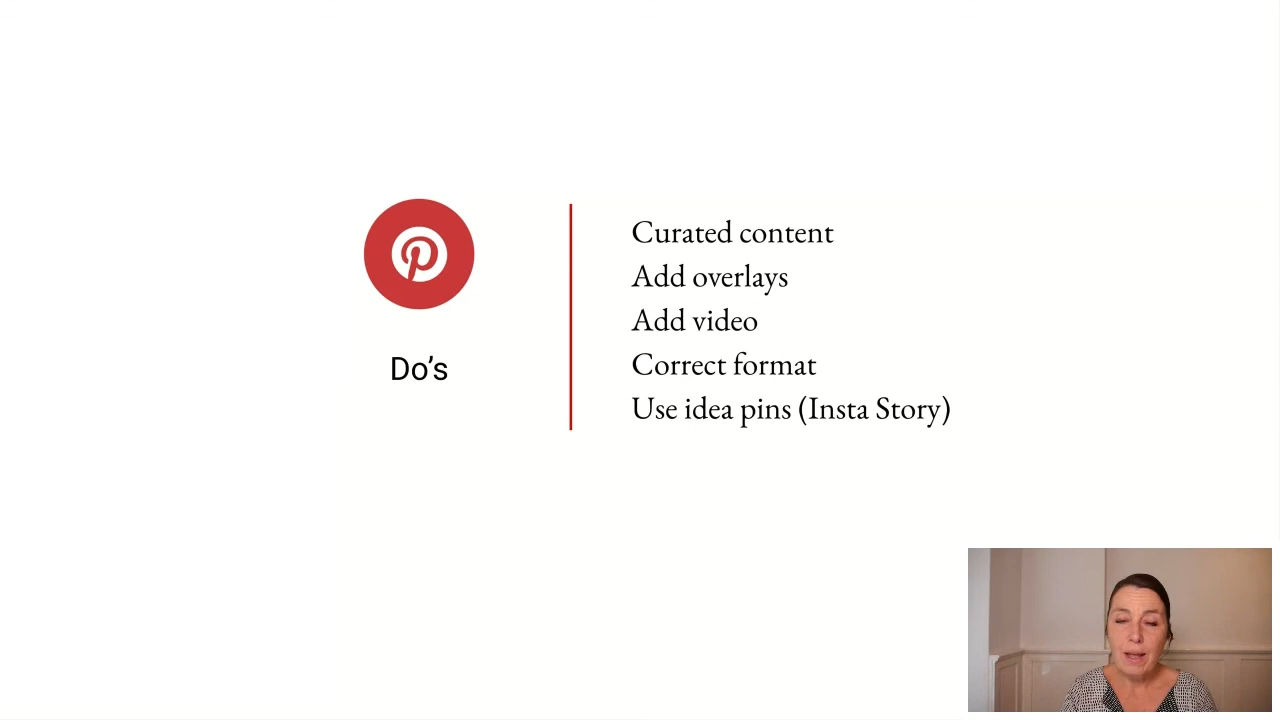 Do’s
Curated content
Add overlays
Add video
Correct format
Use idea pins (Insta Story)